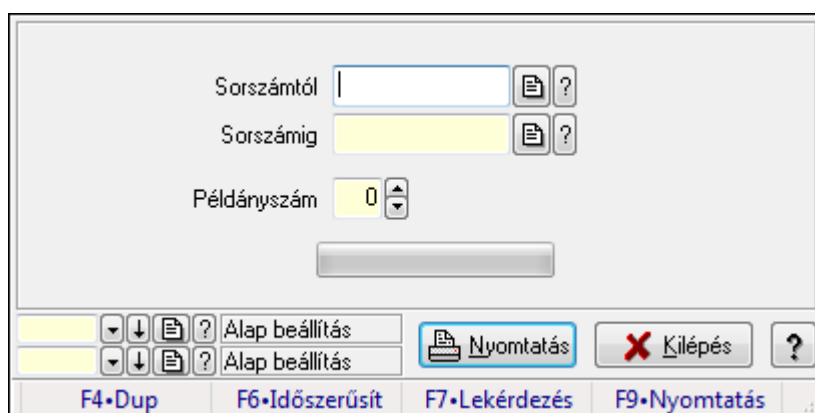 Sorszámtól ?
Sorszámig ?
Példányszám 0
? Alap beállítás
? Alap beállítás
Nyomtatás Kilépés ?
F4•Dup F6•Időszerűsít F7•Lekérdezés F9•Nyomtatás